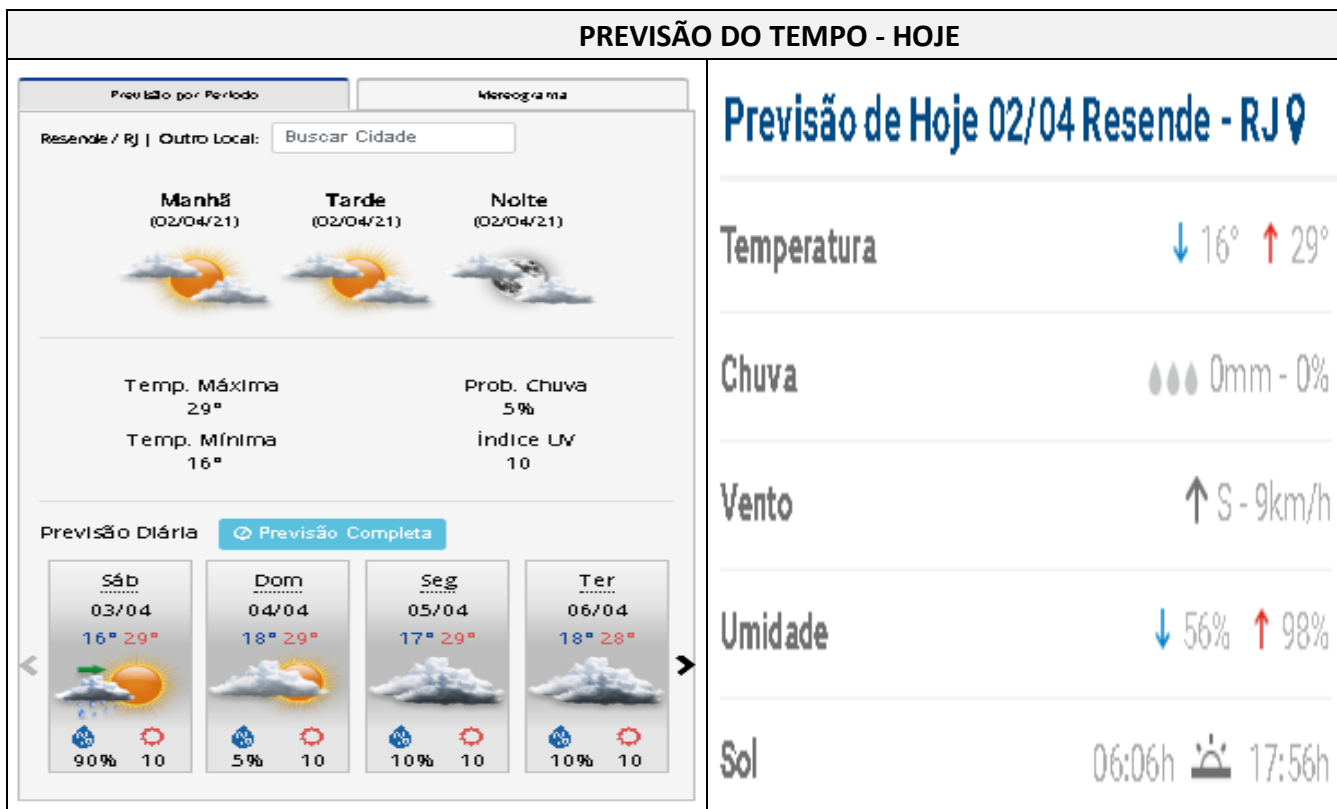 PREVISÃO DO TEMPO - HOJE
Previsão por Período
Meteograma
Resende / RJ | Outro Local: Buscar Cidade
Manhã Tarde Noite
(02/04/21) (02/04/21) (02/04/21)
Temp. Máxima Prob. Chuva
29° 5%
Temp. Mínima Índice UV
16° 10
Previsão Diária Previsão Completa
Sáb Dom Seg Ter
03/04 04/04 05/04 06/04
16° 29° 18° 29° 17° 29° 18° 28°
90% 10 5% 10 10% 10 10% 10
Previsão de Hoje 02/04 Resende - RJ
Temperatura ↓ 16° ↑ 29°
Chuva 0mm - 0%
Vento ↑ S - 9km/h
Umidade ↓ 56% ↑ 98%
Sol 06:06h 17:56h